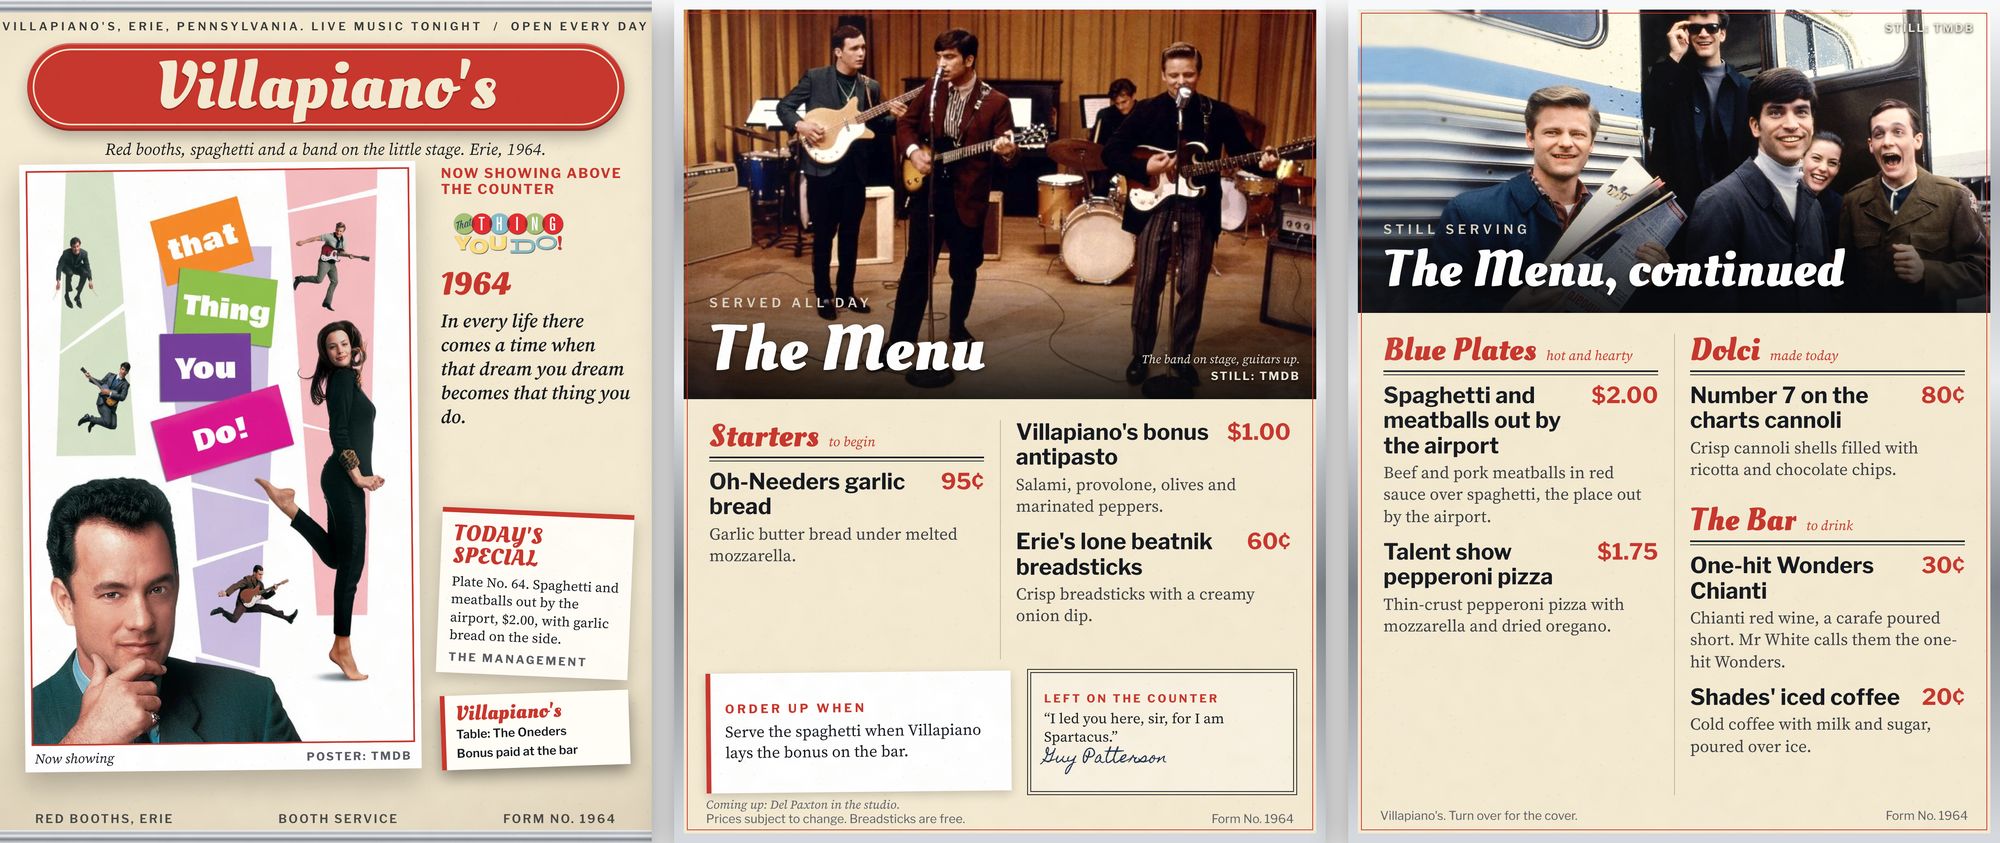 VILLAPIANO'S, ERIE, PENNSYLVANIA. LIVE MUSIC TONIGHT / OPEN EVERY DAY
Villapiano's
Red booths, spaghetti and a band on the little stage. Erie, 1964.
that
Thing
You
Do!
Now showing
POSTER: TMDB
NOW SHOWING ABOVE
THE COUNTER
That THING
YOU DO!
1964
In every life there
comes a time when
that dream you dream
becomes that thing you
do.
TODAY'S
SPECIAL
Plate No. 64. Spaghetti and
meatballs out by the
airport, $2.00, with garlic
bread on the side.
THE MANAGEMENT
Villapiano's
Table: The Oneders
Bonus paid at the bar
RED BOOTHS, ERIE
BOOTH SERVICE
FORM NO. 1964
SERVED ALL DAY
The Menu
The band on stage, guitars up.
STILL: TMDB
Starters to begin
Oh-Needers garlic 95¢
bread
Garlic butter bread under melted
mozzarella.
Villapiano's bonus $1.00
antipasto
Salami, provolone, olives and
marinated peppers.
Erie's lone beatnik 60¢
breadsticks
Crisp breadsticks with a creamy
onion dip.
ORDER UP WHEN
Serve the spaghetti when Villapiano
lays the bonus on the bar.
LEFT ON THE COUNTER
“I led you here, sir, for I am
Spartacus.”
Guy Patterson
Coming up: Del Paxton in the studio.
Prices subject to change. Breadsticks are free.
Form No. 1964
STILL: TMDB
STILL SERVING
The Menu, continued
Blue Plates hot and hearty
Spaghetti and $2.00
meatballs out by
the airport
Beef and pork meatballs in red
sauce over spaghetti, the place out
by the airport.
Talent show $1.75
pepperoni pizza
Thin-crust pepperoni pizza with
mozzarella and dried oregano.
Dolci made today
Number 7 on the 80¢
charts cannoli
Crisp cannoli shells filled with
ricotta and chocolate chips.
The Bar to drink
One-hit Wonders 30¢
Chianti
Chianti red wine, a carafe poured
short. Mr White calls them the one-
hit Wonders.
Shades' iced coffee 20¢
Cold coffee with milk and sugar,
poured over ice.
Villapiano's. Turn over for the cover.
Form No. 1964